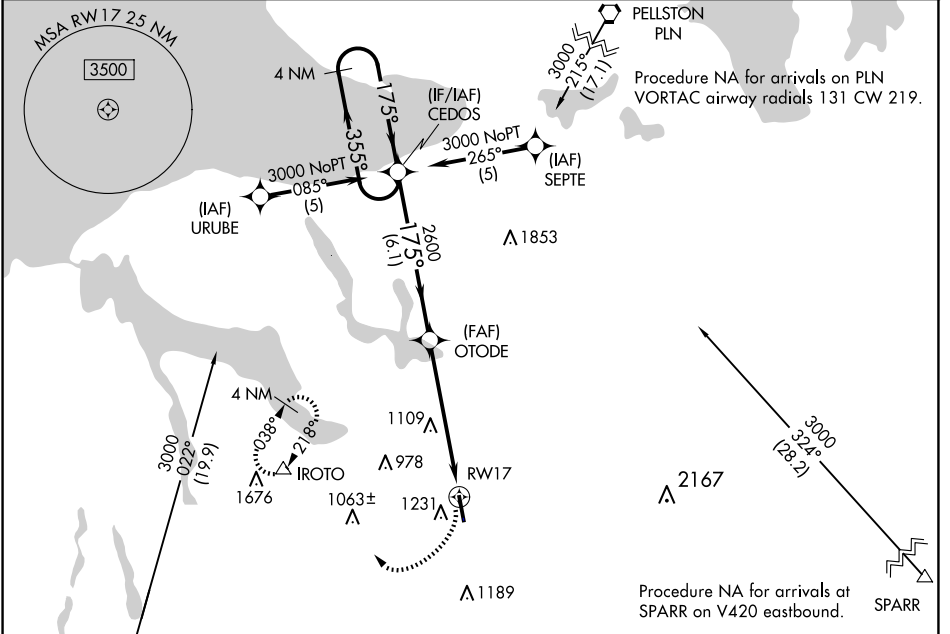 MSA RW17 25 NM
3500
PELLSTON
PLN
3000
215°
(17.1)
Procedure NA for arrivals on PLN
VORTAC airway radials 131 CW 219.
4 NM
175°
355°
(IF/IAF)
CEDOS
3000 NoPT
265°
(5)
(IAF)
SEPTE
3000 NoPT
085°
(5)
(IAF)
URUBE
2600
175°
(6.1)
1853
(FAF)
OTODE
4 NM
038°
218°
IROTO
1676
3000
022°
(19.9)
1109
978
1063±
1231
RW17
2167
3000
324°
(28.2)
1189
Procedure NA for arrivals at
SPARR on V420 eastbound.
SPARR